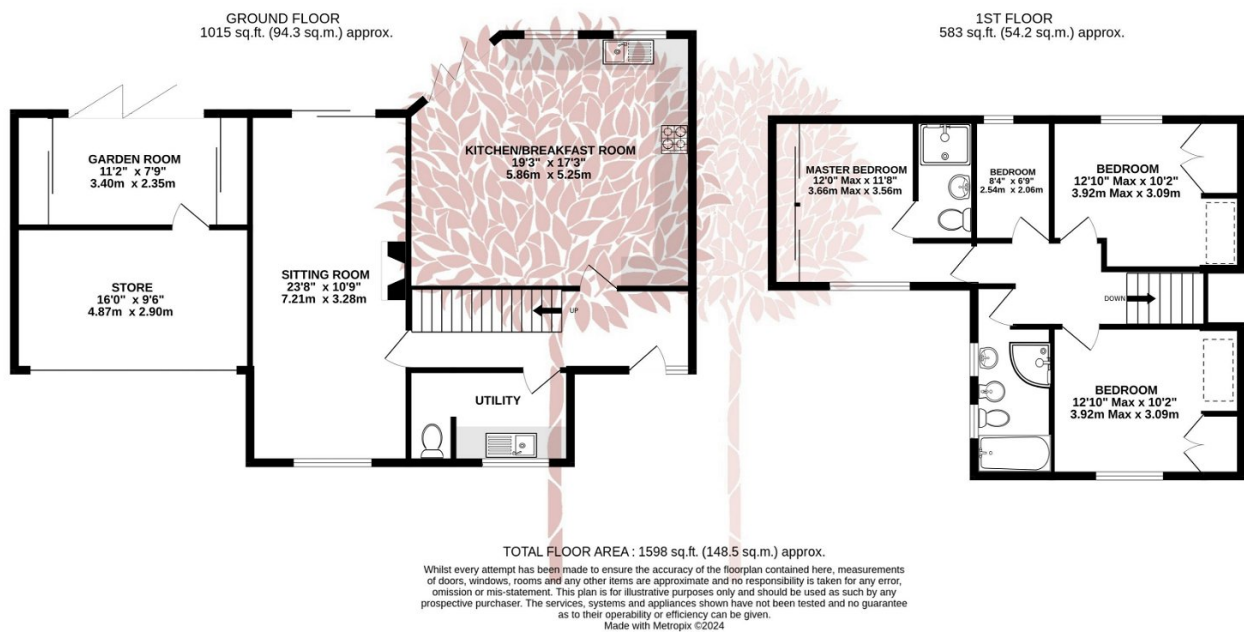 GROUND FLOOR
1015 sq.ft. (94.3 sq.m.) approx.
1ST FLOOR
583 sq.ft. (54.2 sq.m.) approx.
GARDEN ROOM
11'2" x 7'9"
3.40m x 2.35m
KITCHEN/BREAKFAST ROOM
19'3" x 17'3"
5.86m x 5.25m
STORE
16'0" x 9'6"
4.87m x 2.90m
SITTING ROOM
23'8" x 10'9"
7.21m x 3.28m
UP
UTILITY
MASTER BEDROOM
12'0" Max x 11'8"
3.66m Max x 3.56m
BEDROOM
8'4" x 6'9"
2.54m x 2.06m
BEDROOM
12'10" Max x 10'2"
3.92m Max x 3.09m
DOWN
BEDROOM
12'10" Max x 10'2"
3.92m Max x 3.09m
TOTAL FLOOR AREA : 1598 sq.ft. (148.5 sq.m.) approx.
Whilst every attempt has been made to ensure the accuracy of the floorplan contained here, measurements
of doors, windows, rooms and any other items are approximate and no responsibility is taken for any error,
omission or mis-statement. This plan is for illustrative purposes only and should be used as such by any
prospective purchaser. The services, systems and appliances shown have not been tested and no guarantee
as to their operability or efficiency can be given.
Made with Metropix ©2024